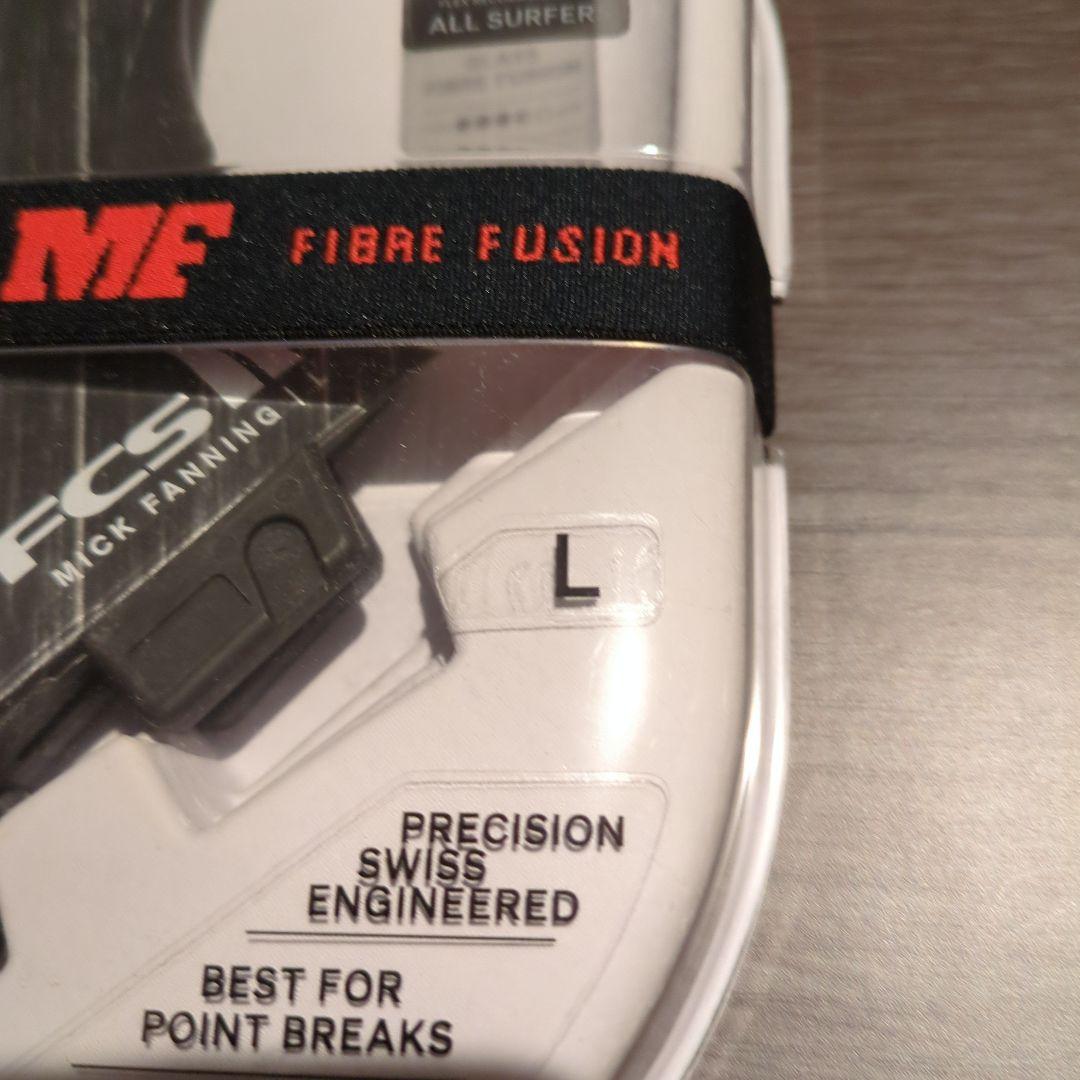 ALL SURFER
MF FIBRE FUSION
FCS
MICK FANNING
L
PRECISION
SWISS
ENGINEERED
BEST FOR
POINT BREAKS